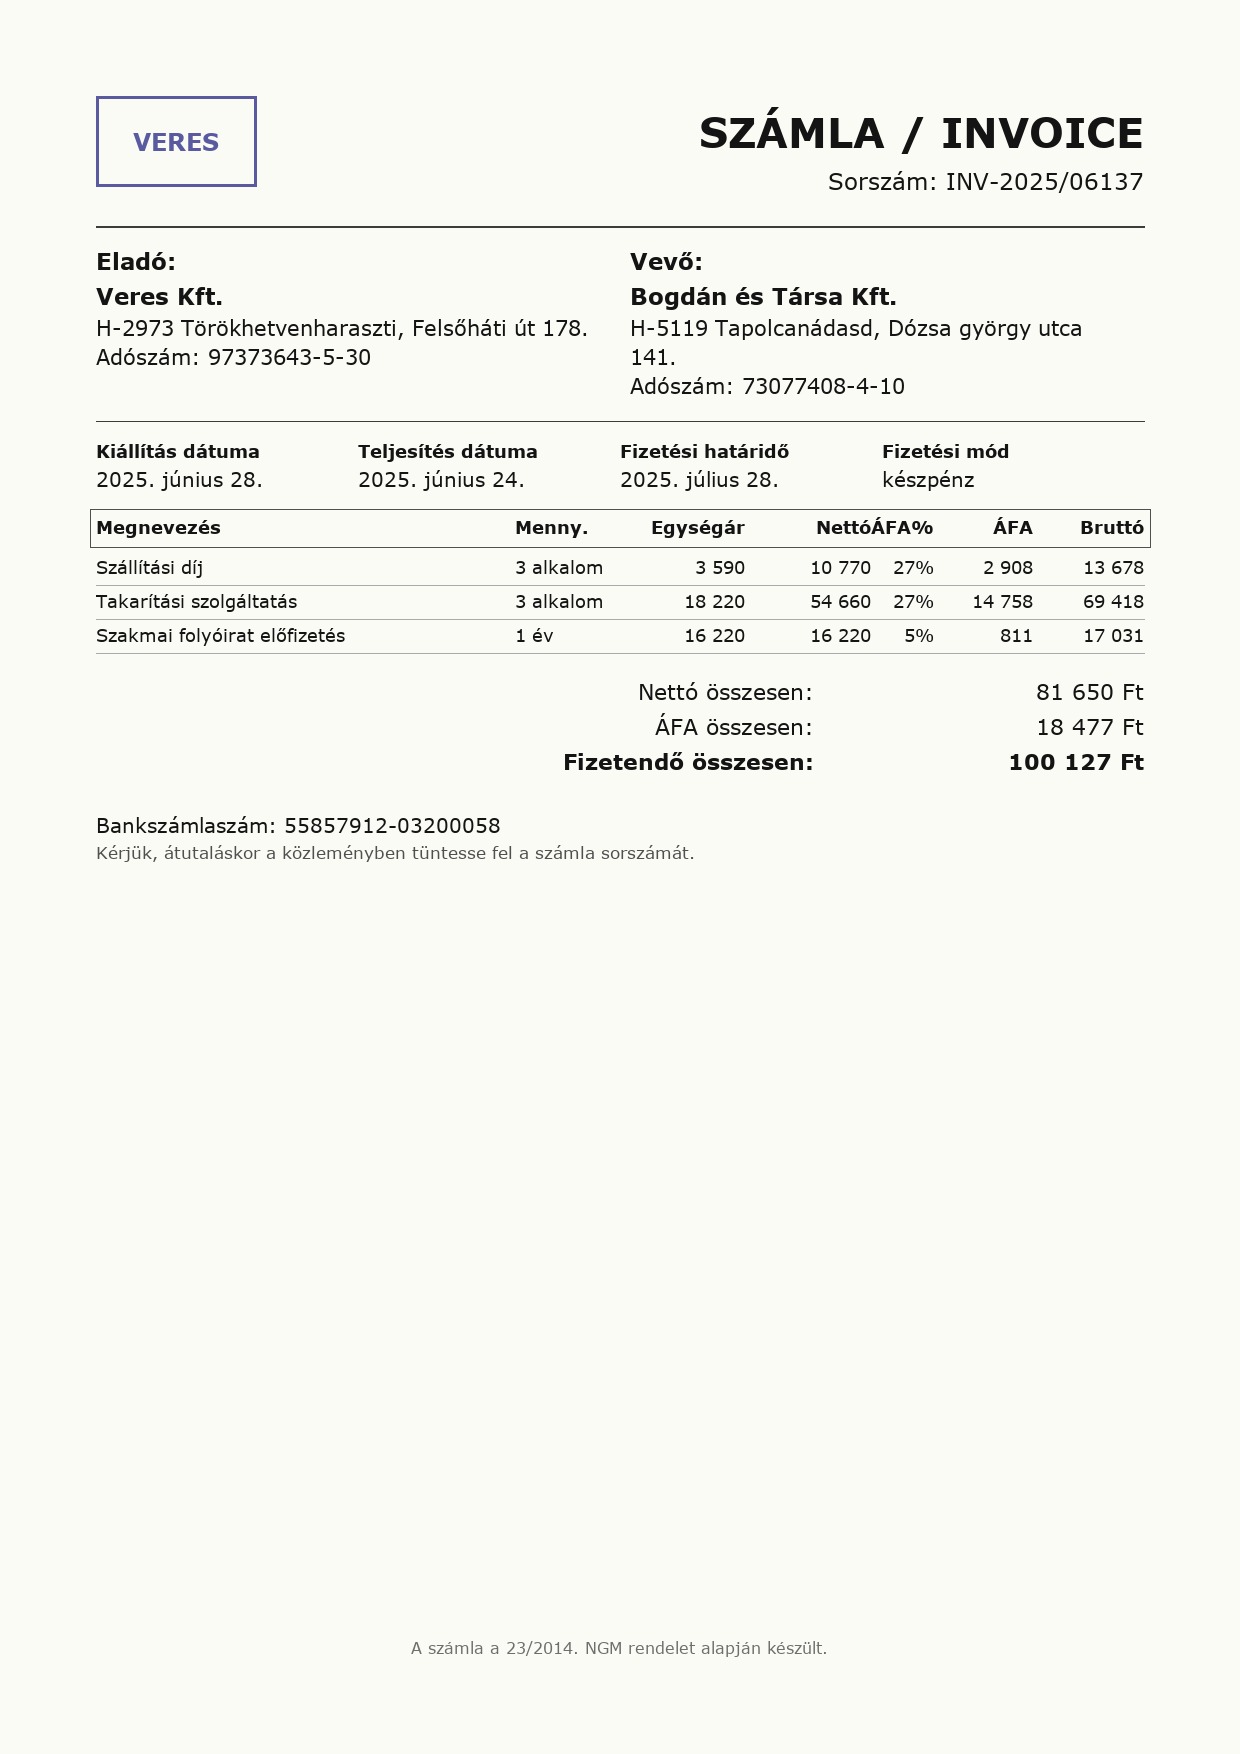 VERES
SZÁMLA / INVOICE
Sorszám: INV-2025/06137
Eladó:
Veres Kft.
H-2973 Törökhetvenharaszti, Felsőháti út 178.
Adószám: 97373643-5-30
Vevő:
Bogdán és Társa Kft.
H-5119 Tapolcanádasd, Dózsa györgy utca
141.
Adószám: 73077408-4-10
Kiállítás dátuma Teljesítés dátuma Fizetési határidő Fizetési mód
2025. június 28. 2025. június 24. 2025. július 28. készpénz
Megnevezés Menny. Egységár Nettó ÁFA% ÁFA Bruttó
Szállítási díj 3 alkalom 3 590 10 770 27% 2 908 13 678
Takarítási szolgáltatás 3 alkalom 18 220 54 660 27% 14 758 69 418
Szakmai folyóirat előfizetés 1 év 16 220 16 220 5% 811 17 031
Nettó összesen: 81 650 Ft
ÁFA összesen: 18 477 Ft
Fizetendő összesen: 100 127 Ft
Bankszámlaszám: 55857912-03200058
Kérjük, átutaláskor a közleményben tüntesse fel a számla sorszámát.
A számla a 23/2014. NGM rendelet alapján készült.